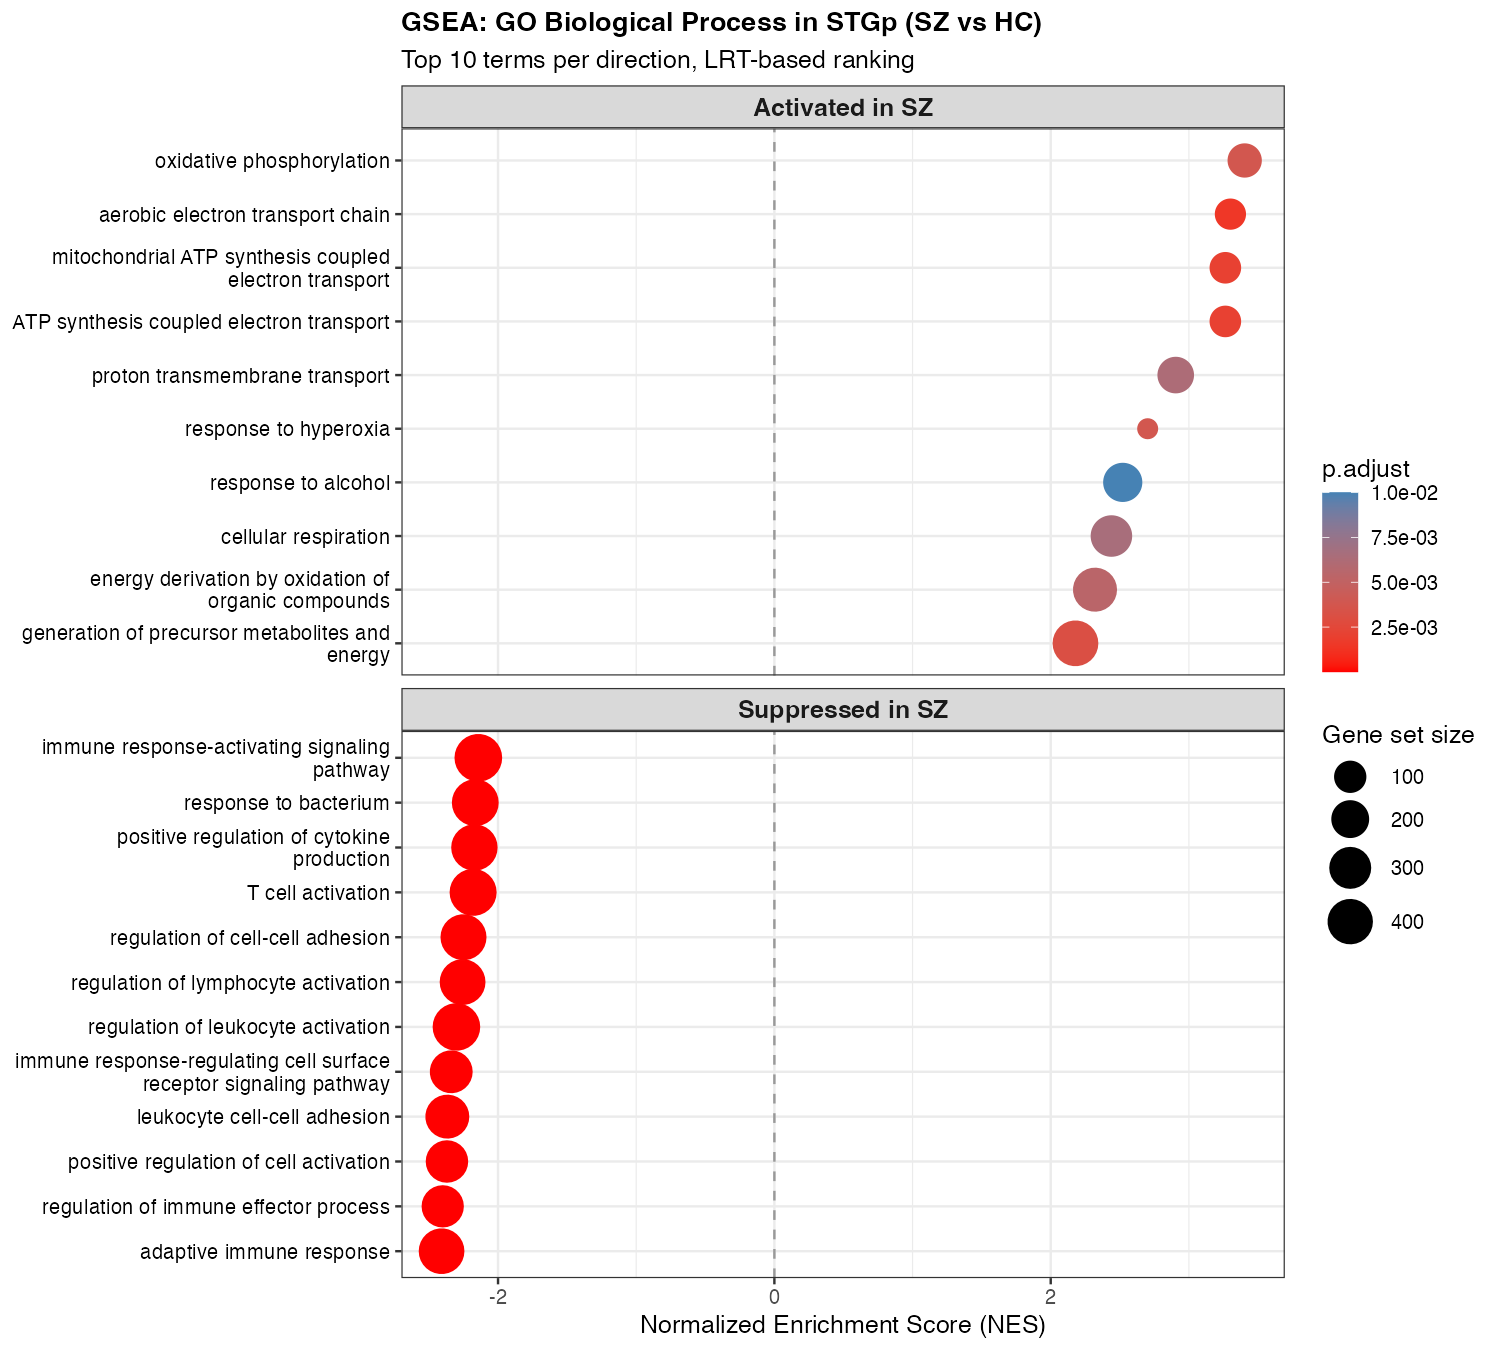 GSEA: GO Biological Process in STGp (SZ vs HC)
Top 10 terms per direction, LRT-based ranking
Activated in SZ
oxidative phosphorylation
aerobic electron transport chain
mitochondrial ATP synthesis coupled
electron transport
ATP synthesis coupled electron transport
proton transmembrane transport
response to hyperoxia
response to alcohol
cellular respiration
energy derivation by oxidation of
organic compounds
generation of precursor metabolites and
energy
Suppressed in SZ
immune response-activating signaling
pathway
response to bacterium
positive regulation of cytokine
production
T cell activation
regulation of cell-cell adhesion
regulation of lymphocyte activation
regulation of leukocyte activation
immune response-regulating cell surface
receptor signaling pathway
leukocyte cell-cell adhesion
positive regulation of cell activation
regulation of immune effector process
adaptive immune response
-2
0
2
Normalized Enrichment Score (NES)
p.adjust
1.0e-02
7.5e-03
5.0e-03
2.5e-03
Gene set size
100
200
300
400